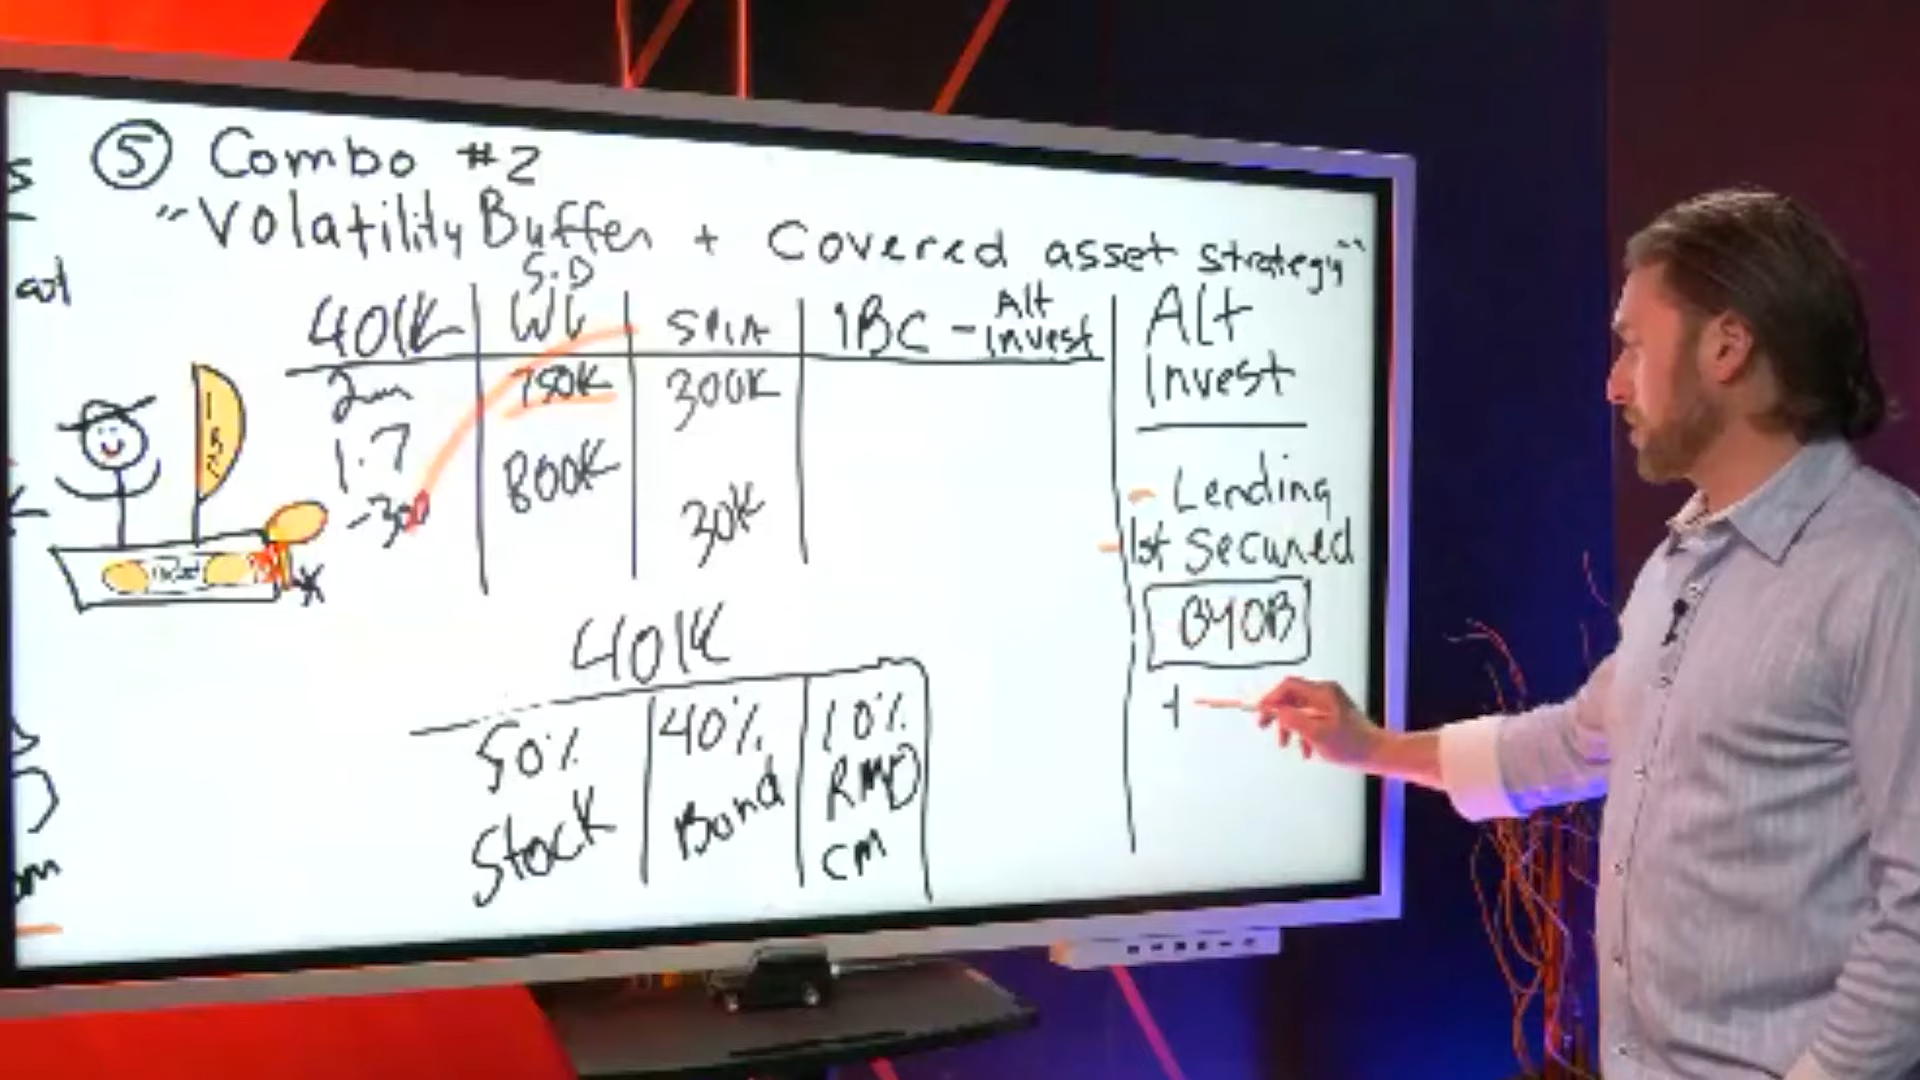 ⑤ Combo #2
"Volatility Buffer + Covered asset strategy"
401K
S.D
WL
SPIA
IBC - Alt
Invest
Alt
Invest
2m
750K
300K
1.7
800K
-300
30K
IBC
- Lending
- 1st Secured
BYOB
401K
50%
Stock
40%
Bond
10%
RMD
CM